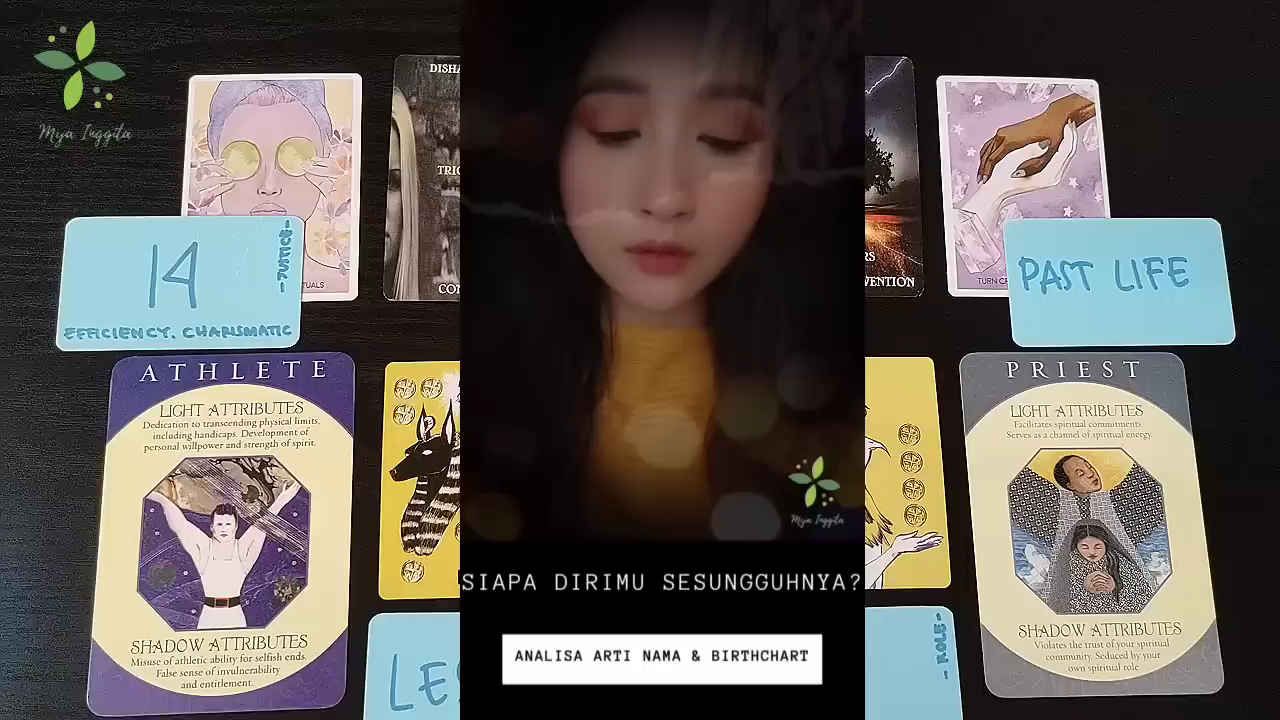 Mya Inggita
DISHA
TRIC
CON
RS
VENTION
TUALS
TURN C
14
-JUSTICE-
EFFICIENCY. CHARISMATIC
PAST LIFE
ATHLETE
LIGHT ATTRIBUTES
Dedication to transcending physical limits,
including handicaps. Development of
personal willpower and strength of spirit.
SHADOW ATTRIBUTES
Misuse of athletic ability for selfish ends.
False sense of invulnerability
and entitlement.
PRIEST
LIGHT ATTRIBUTES
Facilitates spiritual commitments.
Serves as a channel of spiritual energy.
SHADOW ATTRIBUTES
Violates the trust of your spiritual
community. Seduced by your
own spiritual role
Mya Inggita
SIAPA DIRIMU SESUNGGUHNYA?
ANALISA ARTI NAMA & BIRTHCHART
LES
-ROLE-